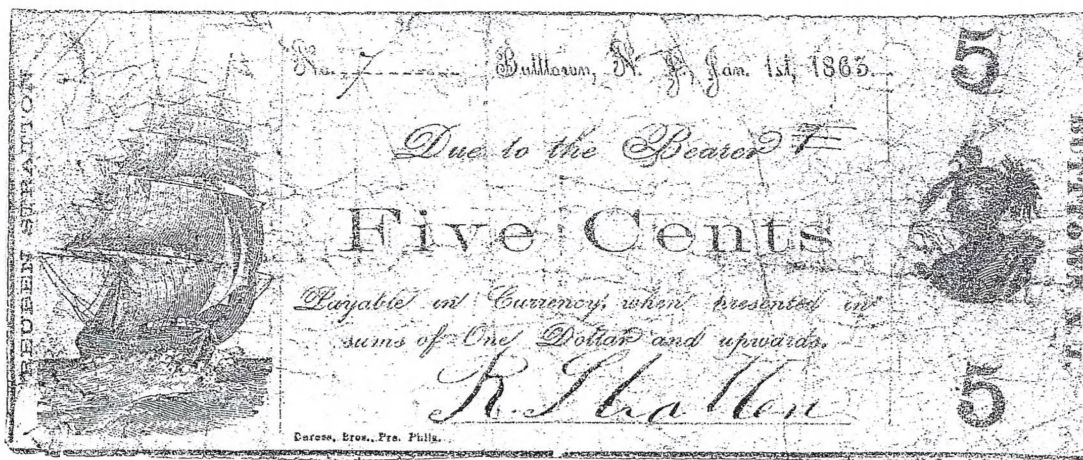 REUBEN STRATTON
No. 7 Bulltown, N. J., Jan. 1st, 1863.
5
Due to the Bearer
Five Cents
Payable in Currency, when presented in
sums of One Dollar and upwards.
R. Stratton
5
Bros., Prs. Phila.